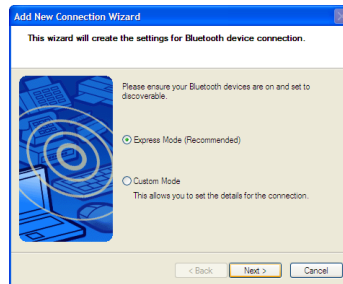 Add New Connection Wizard
This wizard will create the settings for Bluetooth device connection.
Please ensure your Bluetooth devices are on and set to
discoverable.
Express Mode (Recommended)
Custom Mode
This allows you to set the details for the connection.
< Back Next > Cancel